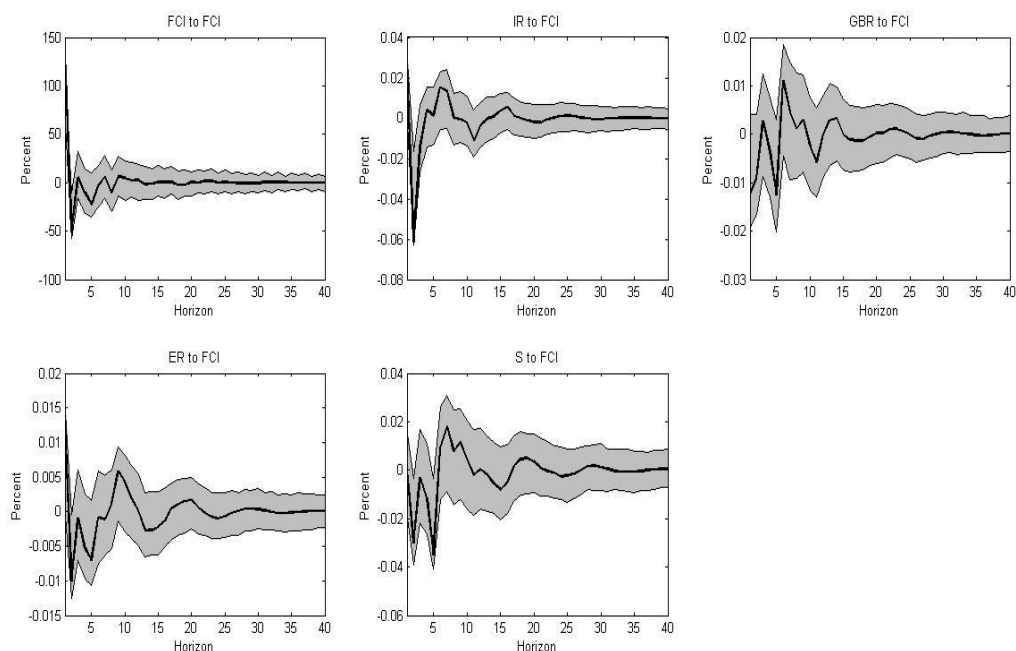 FCI to FCI
150
100
50
0
-50
-100
Percent
5 10 15 20 25 30 35 40
Horizon
IR to FCI
0.04
0.02
0
-0.02
-0.04
-0.06
-0.08
Percent
5 10 15 20 25 30 35 40
Horizon
GBR to FCI
0.02
0.01
0
-0.01
-0.02
-0.03
Percent
5 10 15 20 25 30 35 40
Horizon
ER to FCI
0.02
0.015
0.01
0.005
0
-0.005
-0.01
-0.015
Percent
5 10 15 20 25 30 35 40
Horizon
S to FCI
0.04
0.02
0
-0.02
-0.04
-0.06
Percent
5 10 15 20 25 30 35 40
Horizon